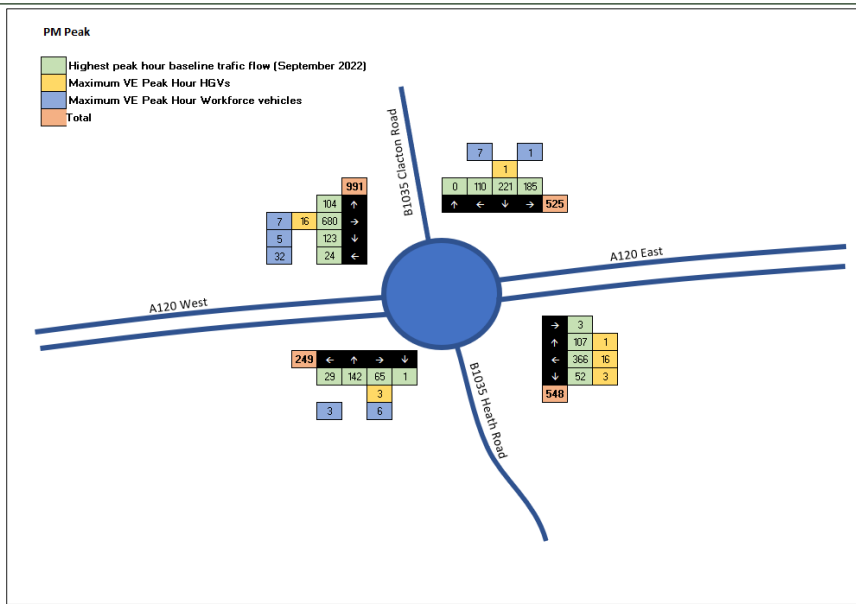 PM Peak
Highest peak hour baseline trafic flow (September 2022)
Maximum VE Peak Hour HGVs
Maximum VE Peak Hour Workforce vehicles
Total
B1035 Clacton Road
7 1
1
0 110 221 185
↑ ← ↓ → 525
991
104 ↑
7 16 680 →
5 123 ↓
32 24 ←
A120 East
A120 West
→ 3
↑ 107 1
← 366 16
↓ 52 3
548
249 ← ↑ → ↓
29 142 65 1
3
3 6
B1035 Heath Road